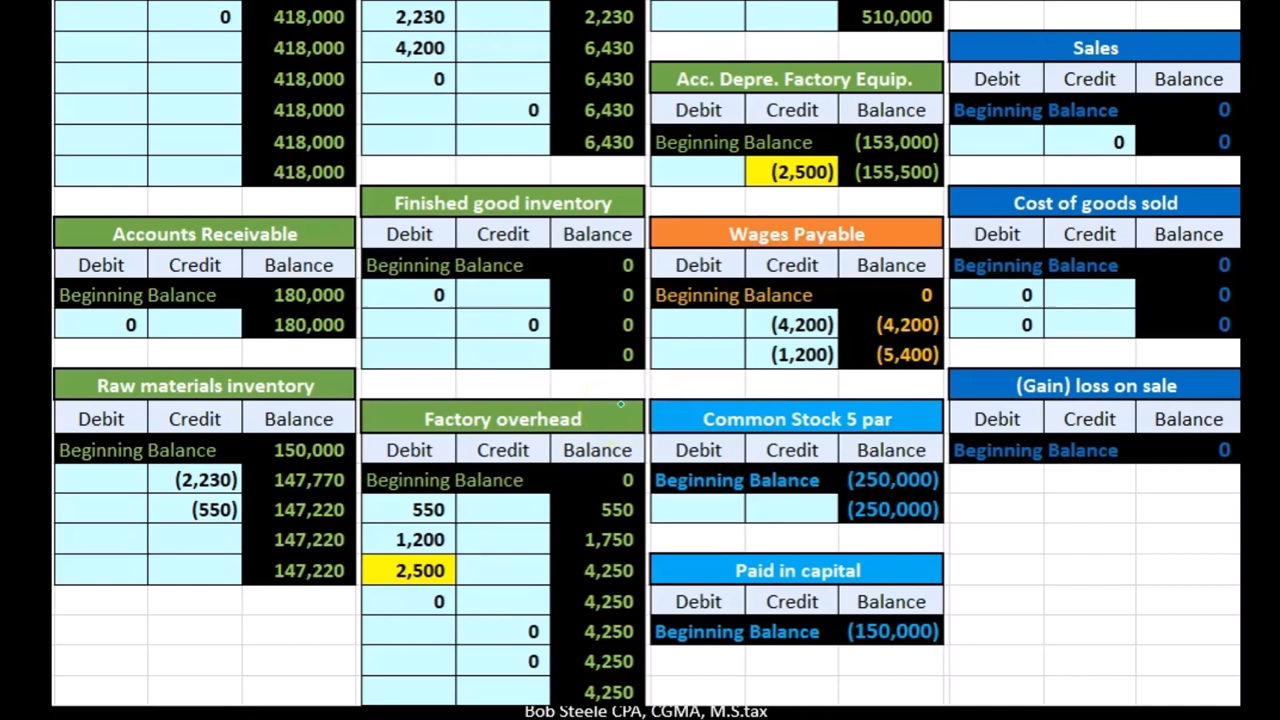 0 418,000
418,000
418,000
418,000
418,000
418,000
Accounts Receivable
Debit Credit Balance
Beginning Balance 180,000
0 180,000
Raw materials inventory
Debit Credit Balance
Beginning Balance 150,000
(2,230) 147,770
(550) 147,220
147,220
147,220
2,230 2,230
4,200 6,430
0 6,430
0 6,430
6,430
Finished good inventory
Debit Credit Balance
Beginning Balance 0
0 0
0 0
0
Factory overhead
Debit Credit Balance
Beginning Balance 0
550 550
1,200 1,750
2,500 4,250
0 4,250
0 4,250
0 4,250
4,250
510,000
Acc. Depre. Factory Equip.
Debit Credit Balance
Beginning Balance (153,000)
(2,500) (155,500)
Wages Payable
Debit Credit Balance
Beginning Balance 0
(4,200) (4,200)
(1,200) (5,400)
Common Stock 5 par
Debit Credit Balance
Beginning Balance (250,000)
(250,000)
Paid in capital
Debit Credit Balance
Beginning Balance (150,000)
Sales
Debit Credit Balance
Beginning Balance 0
0 0
Cost of goods sold
Debit Credit Balance
Beginning Balance 0
0 0
0 0
(Gain) loss on sale
Debit Credit Balance
Beginning Balance 0
Bob Steele CPA, CGMA, M.S.tax